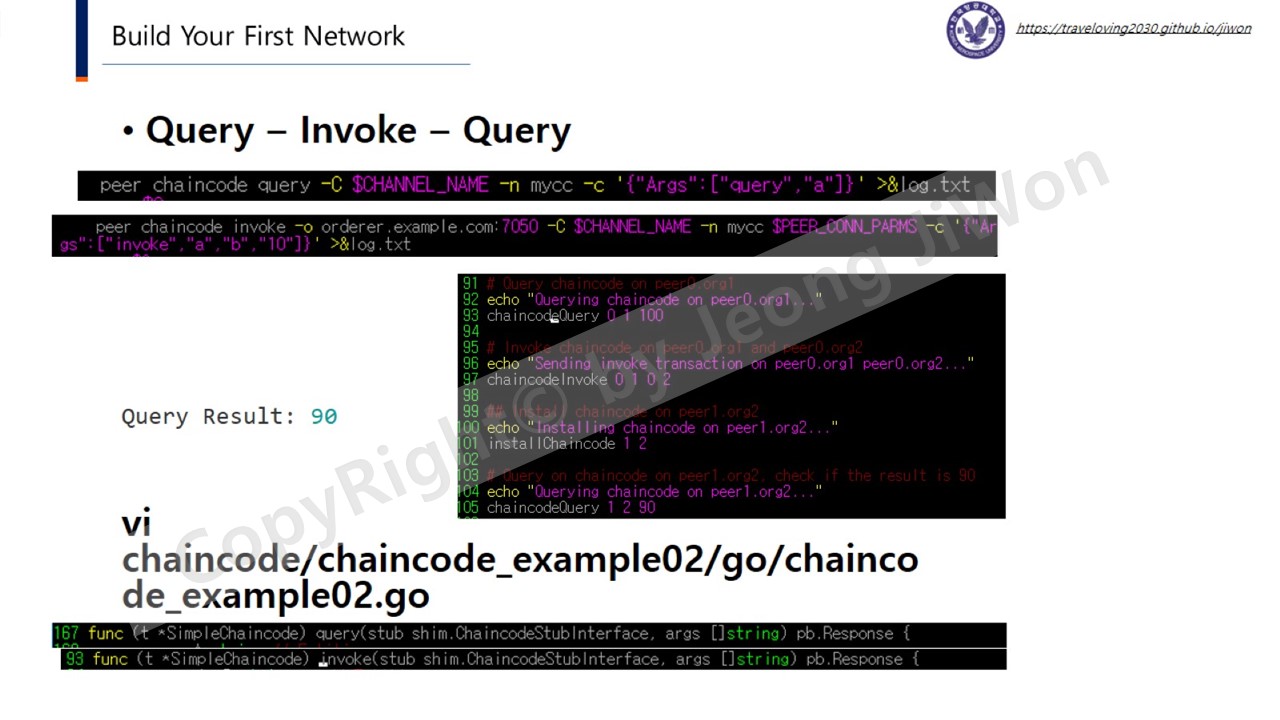 Build Your First Network
https://traveloving2030.github.io/jiwon
• Query – Invoke – Query
peer chaincode query -C $CHANNEL_NAME -n mycc -c '{"Args":["query","a"]}' >&log.txt
peer chaincode invoke -o orderer.example.com:7050 -C $CHANNEL_NAME -n mycc $PEER_CONN_PARMS -c '{"Ar
gs":["invoke","a","b","10"]}' >&log.txt
91 # Query chaincode on peer0.org1
92 echo "Querying chaincode on peer0.org1..."
93 chaincodeQuery 0 1 100
94
95 # Invoke chaincode on peer0.org1 and peer0.org2
96 echo "Sending invoke transaction on peer0.org1 peer0.org2..."
97 chaincodeInvoke 0 1 0 2
98
99 ## Install chaincode on peer1.org2
100 echo "Installing chaincode on peer1.org2..."
101 installChaincode 1 2
102
103 # Query on chaincode on peer1.org2, check if the result is 90
104 echo "Querying chaincode on peer1.org2..."
105 chaincodeQuery 1 2 90
Query Result: 90
vi
chaincode/chaincode_example02/go/chainco
de_example02.go
167 func (t *SimpleChaincode) query(stub shim.ChaincodeStubInterface, args []string) pb.Response {
93 func (t *SimpleChaincode) invoke(stub shim.ChaincodeStubInterface, args []string) pb.Response {
CopyRight © by Jeong JiWon